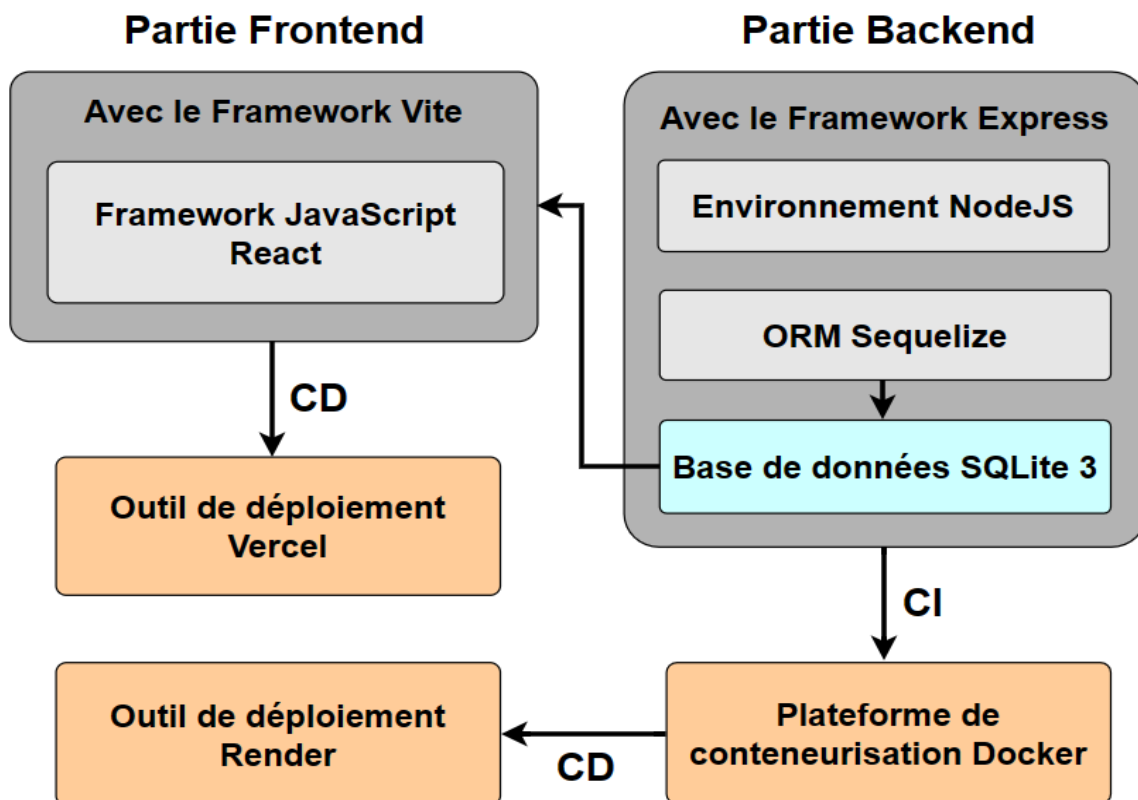 Partie Frontend
Avec le Framework Vite
Framework JavaScript
React
CD
Outil de déploiement
Vercel
Partie Backend
Avec le Framework Express
Environnement NodeJS
ORM Sequelize
Base de données SQLite 3
CI
Plateforme de
conteneurisation Docker
CD
Outil de déploiement
Render